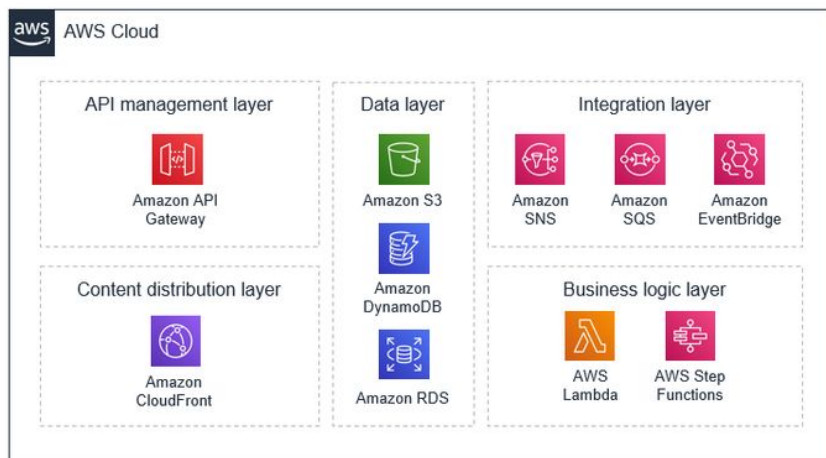 aws
AWS Cloud
API management layer
Amazon API
Gateway
Content distribution layer
Amazon
CloudFront
Data layer
Amazon S3
Amazon
DynamoDB
Amazon RDS
Integration layer
Amazon
SNS
Amazon
SQS
Amazon
EventBridge
Business logic layer
AWS
Lambda
AWS Step
Functions